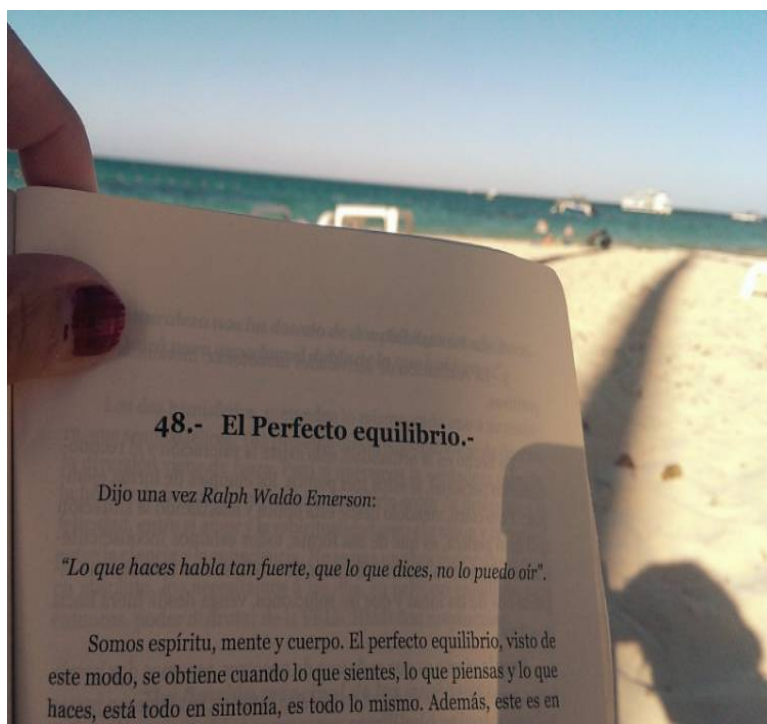 48.- El Perfecto equilibrio.-
Dijo una vez Ralph Waldo Emerson:
“Lo que haces habla tan fuerte, que lo que dices, no lo puedo oír”.
Somos espíritu, mente y cuerpo. El perfecto equilibrio, visto de
este modo, se obtiene cuando lo que sientes, lo que piensas y lo que
haces, está todo en sintonía, es todo lo mismo. Además, este es en